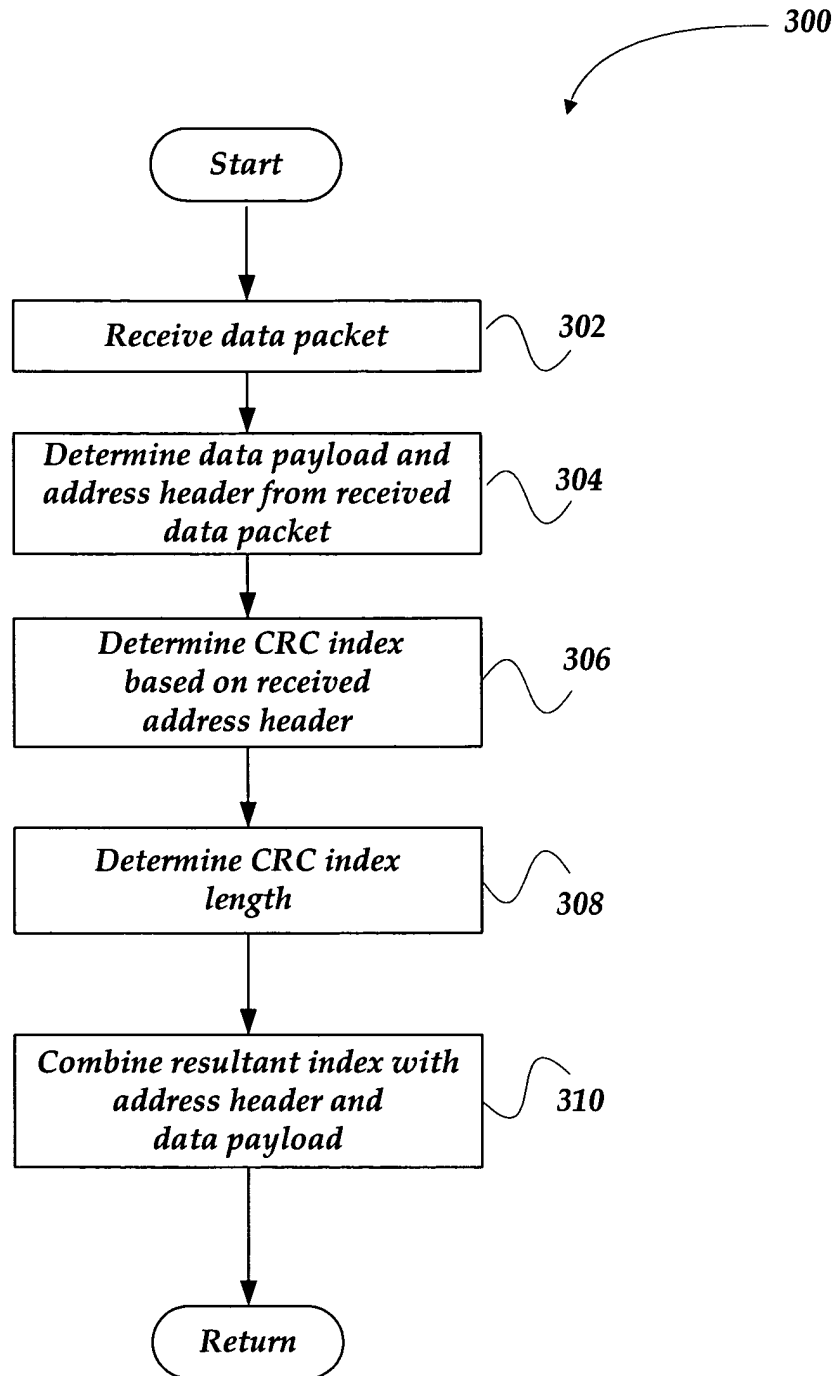 300
Start
Receive data packet
302
Determine data payload and
address header from received
data packet
304
Determine CRC index
based on received
address header
306
Determine CRC index
length
308
Combine resultant index with
address header and
data payload
310
Return